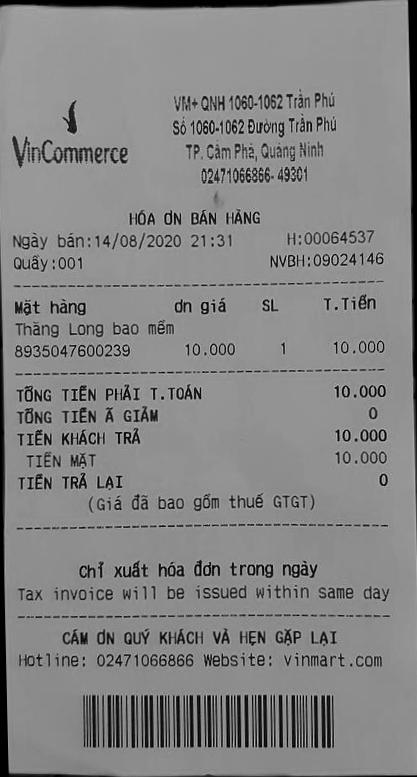 VinCommerce
VM+ QNH 1060-1062 Trần Phú
Số 1060-1062 Đường Trần Phú
TP. Cẩm Phả, Quảng Ninh
02471066866- 49301
HÓA ƠN BÁN HÀNG
Ngày bán:14/08/2020 21:31 H:00064537
Quầy:001 NVBH:09024146
Mặt hàng ơn giá SL T.Tiền
Thăng Long bao mềm
8935047600239 10.000 1 10.000
TỔNG TIỀN PHẢI T.TOÁN 10.000
TỔNG TIỀN Ã GIẢM 0
TIỀN KHÁCH TRẢ 10.000
TIỀN MẶT 10.000
TIỀN TRẢ LẠI 0
(Giá đã bao gồm thuế GTGT)
Chỉ xuất hóa đơn trong ngày
Tax invoice will be issued within same day
CÁM ƠN QUÝ KHÁCH VÀ HẸN GẶP LẠI
Hotline: 02471066866 Website: vinmart.com